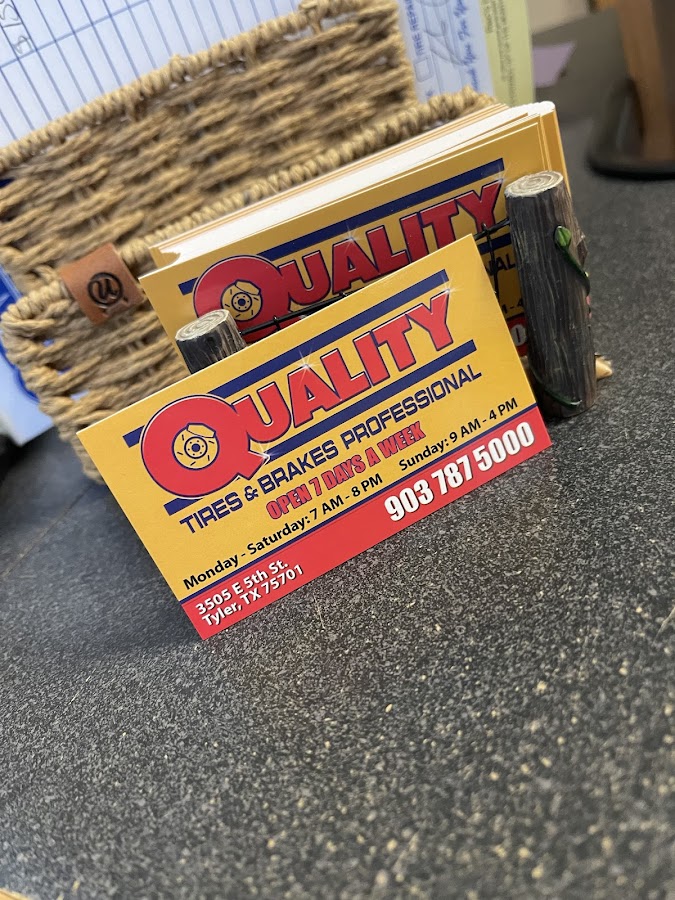 QUALITY
QUALITY
TIRES & BRAKES PROFESSIONAL
OPEN 7 DAYS A WEEK
Monday - Saturday: 7 AM - 8 PM Sunday: 9 AM - 4 PM
903 787 5000
3505 E 5th St.
Tyler, TX 75701